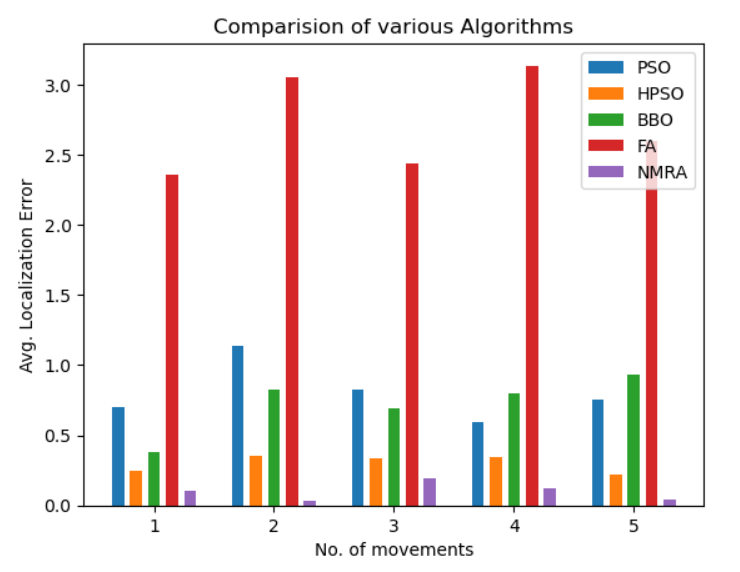 Comparision of various Algorithms
Avg. Localization Error
3.0
2.5
2.0
1.5
1.0
0.5
0.0
PSO
HPSO
BBO
FA
NMRA
1 2 3 4 5
No. of movements